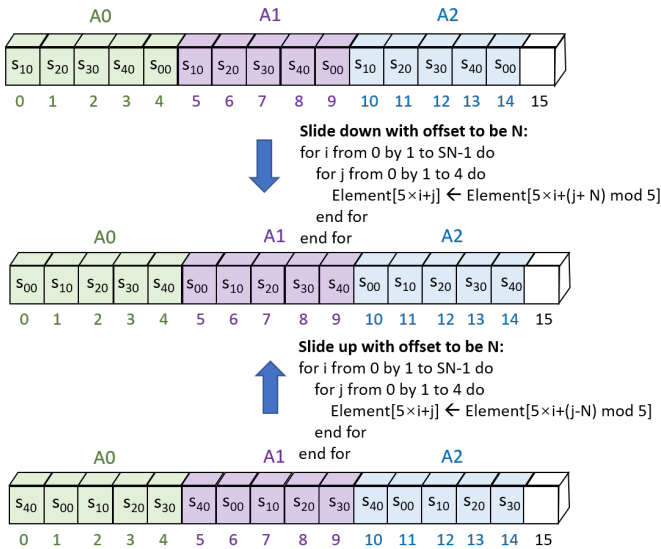 A0 A1 A2
s10 s20 s30 s40 s00 s10 s20 s30 s40 s00 s10 s20 s30 s40 s00
0 1 2 3 4 5 6 7 8 9 10 11 12 13 14 15
Slide down with offset to be N:
for i from 0 by 1 to SN-1 do
for j from 0 by 1 to 4 do
Element[5×i+j] ← Element[5×i+(j+ N) mod 5]
end for
end for
A0 A1 A2
s00 s10 s20 s30 s40 s00 s10 s20 s30 s40 s00 s10 s20 s30 s40
0 1 2 3 4 5 6 7 8 9 10 11 12 13 14 15
Slide up with offset to be N:
for i from 0 by 1 to SN-1 do
for j from 0 by 1 to 4 do
Element[5×i+j] ← Element[5×i+(j-N) mod 5]
end for
end for
A0 A1 A2
s40 s00 s10 s20 s30 s40 s00 s10 s20 s30 s40 s00 s10 s20 s30
0 1 2 3 4 5 6 7 8 9 10 11 12 13 14 15